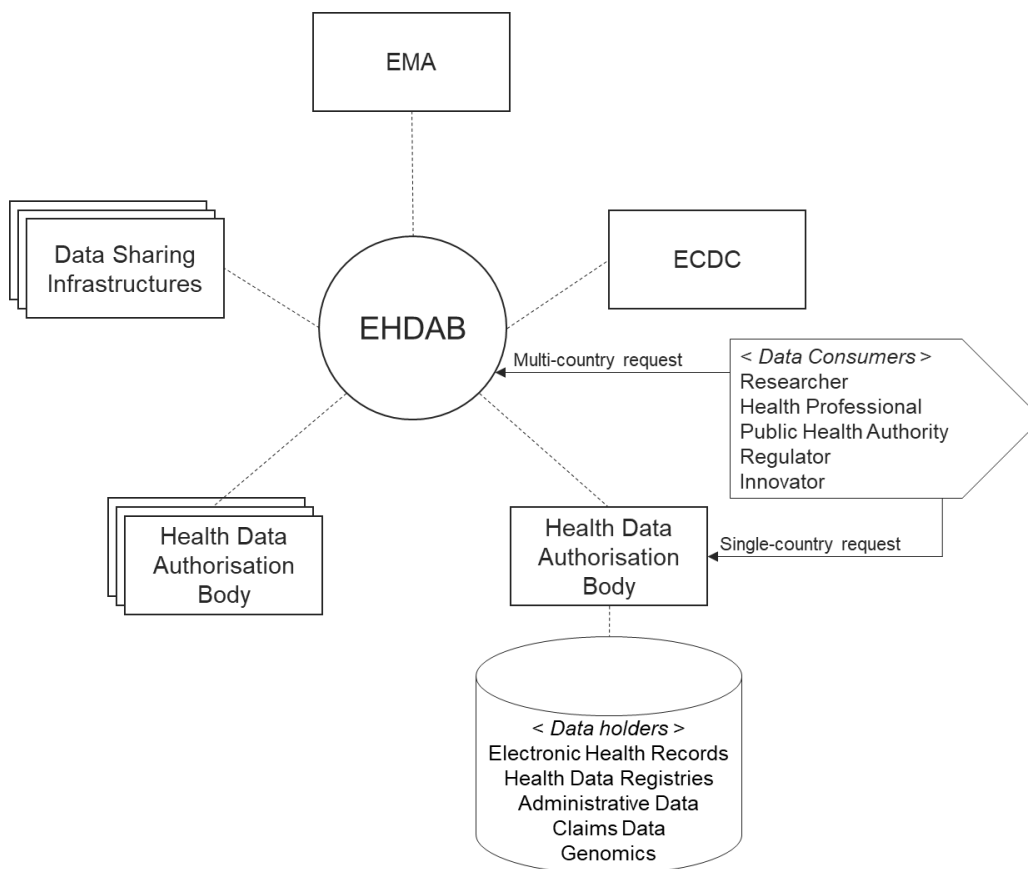 EMA
Data Sharing
Infrastructures
ECDC
EHDAB
Multi-country request
< Data Consumers >
Researcher
Health Professional
Public Health Authority
Regulator
Innovator
Health Data
Authorisation
Body
Health Data
Authorisation
Body
Single-country request
< Data holders >
Electronic Health Records
Health Data Registries
Administrative Data
Claims Data
Genomics